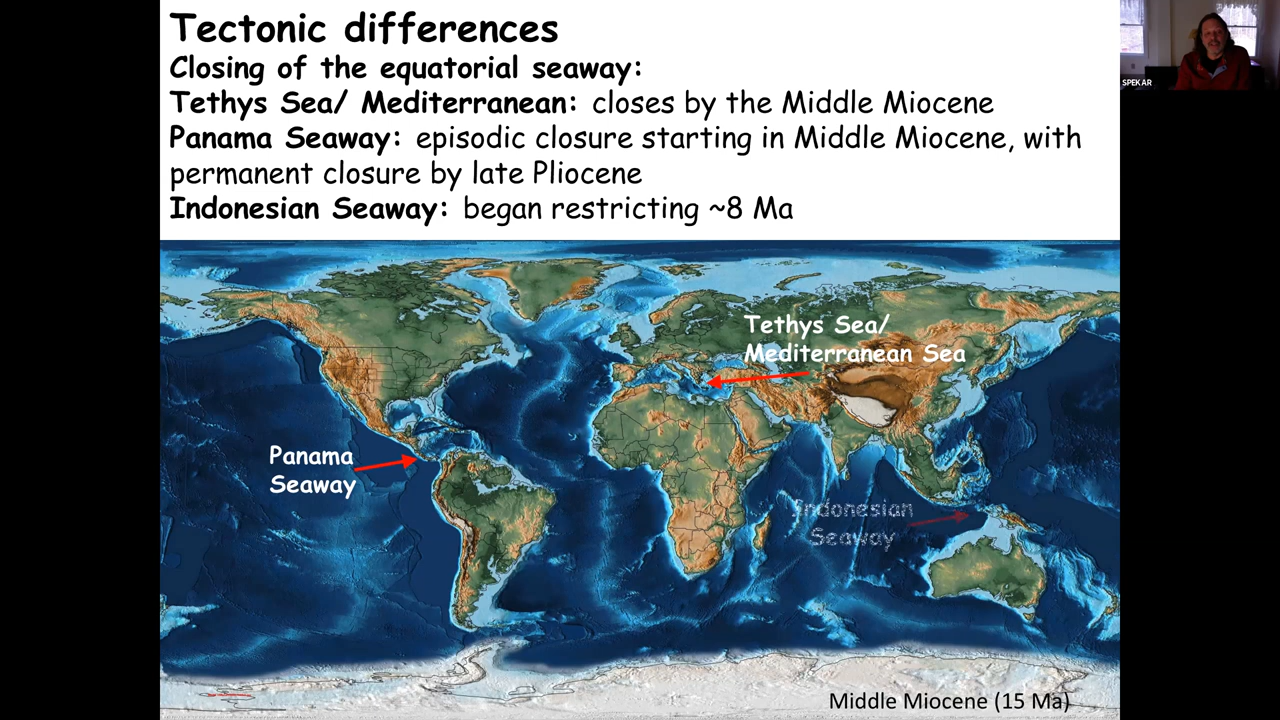 Tectonic differences
Closing of the equatorial seaway:
Tethys Sea/ Mediterranean: closes by the Middle Miocene
Panama Seaway: episodic closure starting in Middle Miocene, with
permanent closure by late Pliocene
Indonesian Seaway: began restricting ~8 Ma
SPEKAR
Tethys Sea/
Mediterranean Sea
Panama
Seaway
Indonesian
Seaway
Middle Miocene (15 Ma)